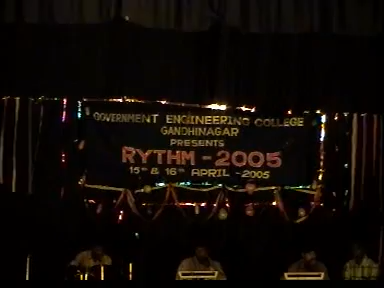 GOVERNMENT ENGINEERING COLLEGE
GANDHINAGAR
PRESENTS
RYTHM - 2005
15TH & 16TH APRIL - 2005